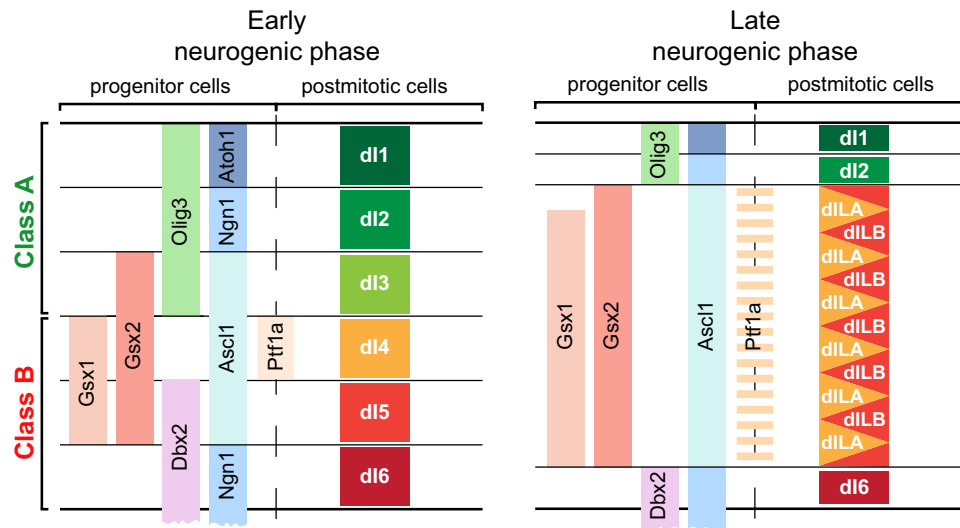 Early
neurogenic phase
progenitor cells
postmitotic cells
Class A
Class B
Gsx1
Gsx2
Olig3
Dbx2
Atoh1
Ngn1
Ascl1
Ngn1
Ptf1a
dI1
dI2
dI3
dI4
dI5
dI6
Late
neurogenic phase
progenitor cells
postmitotic cells
Gsx1
Gsx2
Olig3
Dbx2
Ascl1
Ptf1a
dI1
dI2
dILA
dILB
dILA
dILB
dILA
dILB
dILA
dILB
dILA
dILB
dILA
dI6